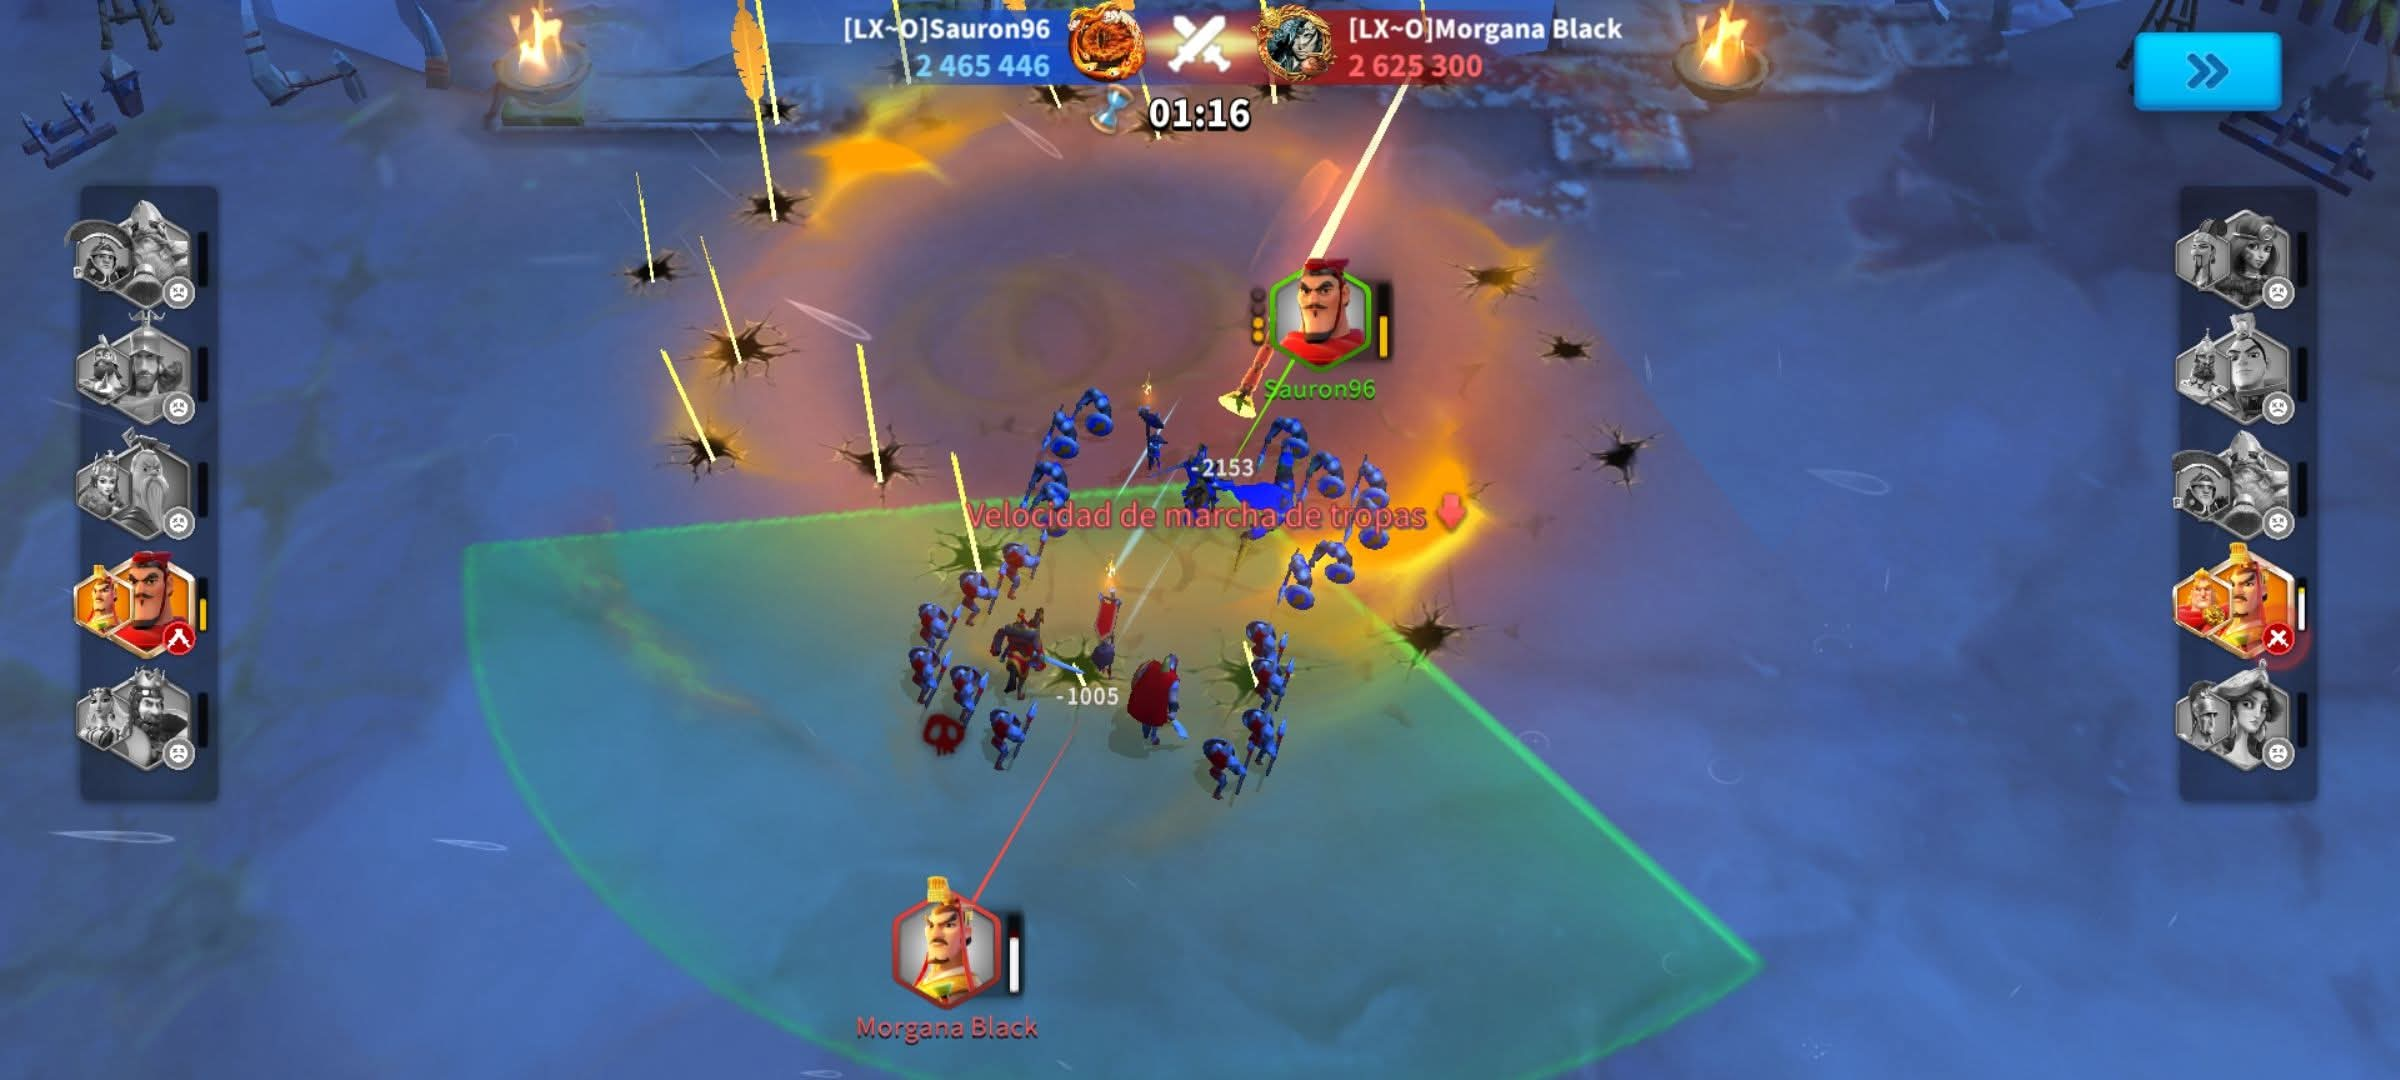 [LX~O]Sauron96
2 465 446
[LX~O]Morgana Black
2 625 300
01:16
Sauron96
-2153
Velocidad de marcha de tropas
-1005
Morgana Black